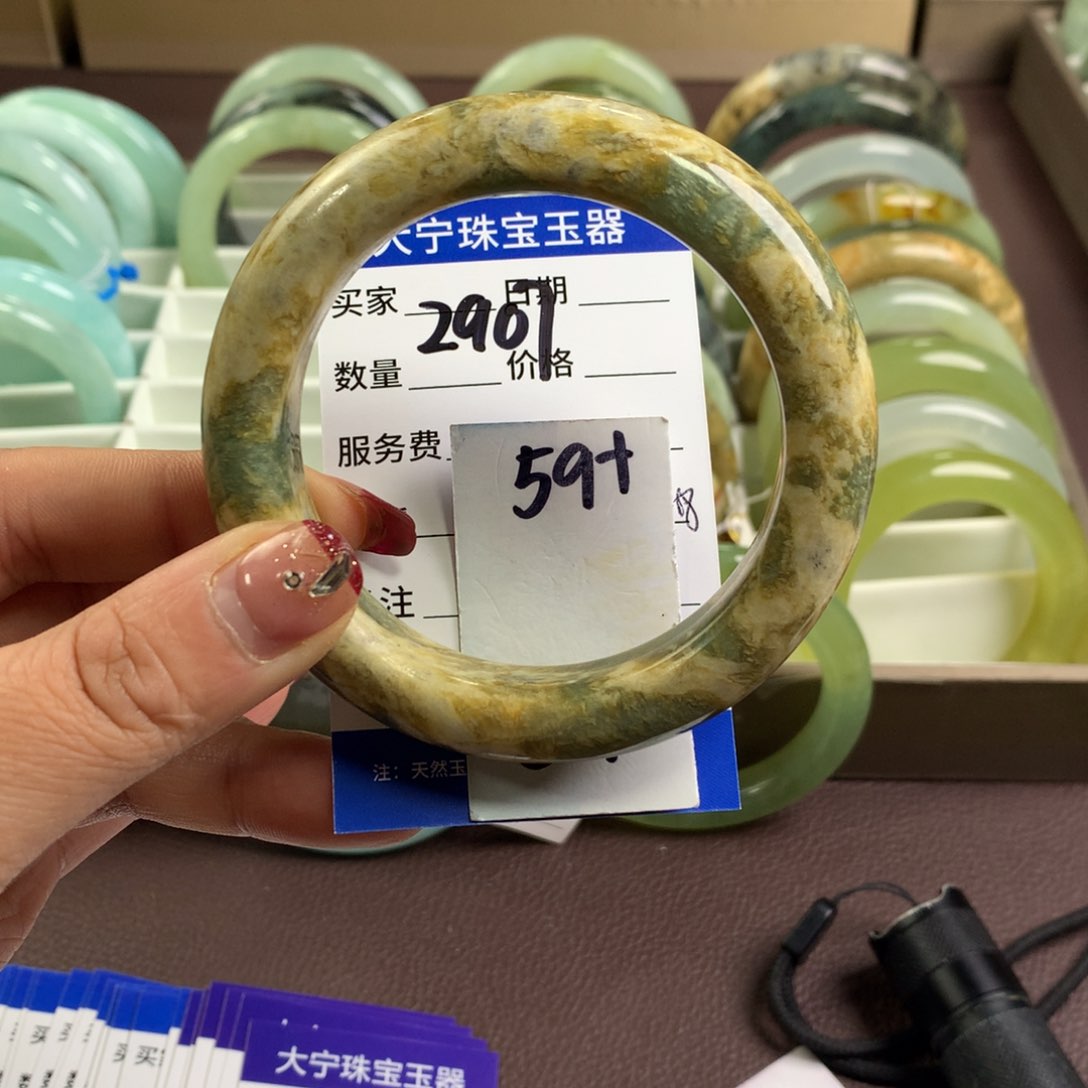 大宁珠宝玉器
买家 日期
2907
数量 价格
服务费
59+
注
注：天然玉
买
大宁珠宝玉器